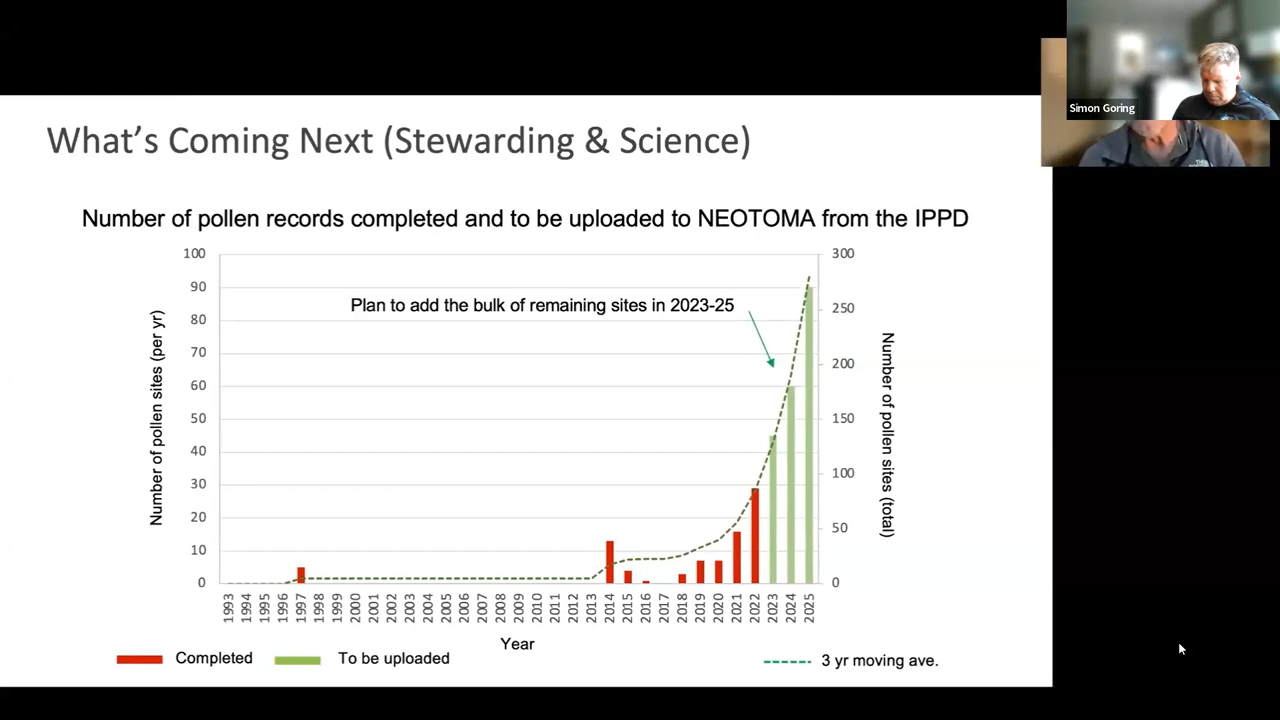 Simon Goring
THE
What's Coming Next (Stewarding & Science)
Number of pollen records completed and to be uploaded to NEOTOMA from the IPPD
Number of pollen sites (per yr)
100
90
80
70
60
50
40
30
20
10
0
Plan to add the bulk of remaining sites in 2023-25
300
250
200
150
100
50
0
Number of pollen sites (total)
1993 1994 1995 1996 1997 1998 1999 2000 2001 2002 2003 2004 2005 2006 2007 2008 2009 2010 2011 2012 2013 2014 2015 2016 2017 2018 2019 2020 2021 2022 2023 2024 2025
Year
Completed
To be uploaded
3 yr moving ave.